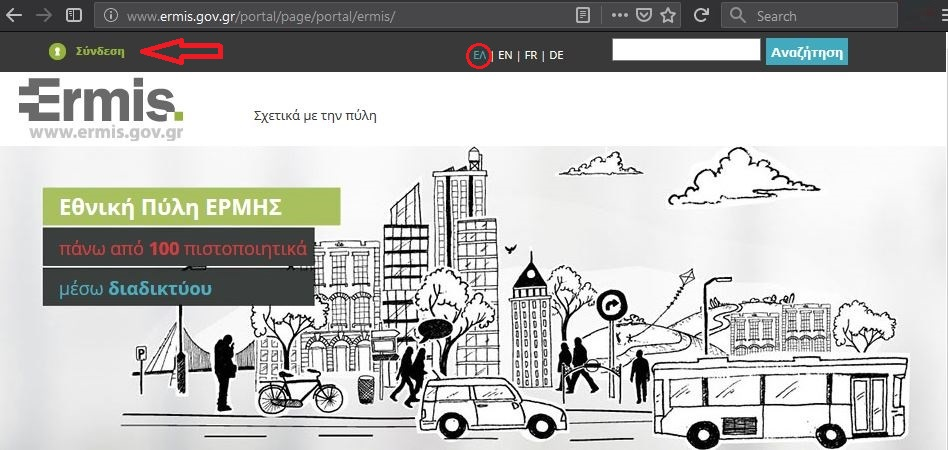 www.ermis.gov.gr/portal/page/portal/ermis/
Search
Σύνδεση
ΕΛ | EN | FR | DE
Αναζήτηση
Ermis.
www.ermis.gov.gr
Σχετικά με την πύλη
Εθνική Πύλη ΕΡΜΗΣ
πάνω από 100 πιστοποιητικά
μέσω διαδικτύου
P